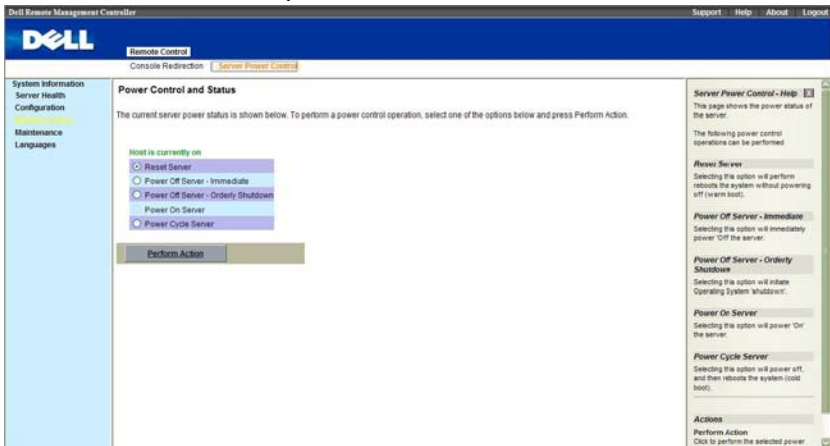 Dell Remote Management Controller
Support Help About Logout
DELL
Remote Control
Console Redirection Server Power Control
System Information
Server Health
Configuration
Maintenance
Languages
Power Control and Status
The current server power status is shown below. To perform a power control operation, select one of the options below and press Perform Action.
Host is currently on
Reset Server
Power Off Server - Immediate
Power Off Server - Orderly Shutdown
Power On Server
Power Cycle Server
Perform Action
Server Power Control - Help
This page shows the power status of
the server.
The following power control
operations can be performed
Reset Server
Selecting this option will perform
reboots the system without powering
off (warm boot).
Power Off Server - Immediate
Selecting this option will immediately
power 'Off' the server.
Power Off Server - Orderly
Shutdown
Selecting this option will initiate
Operating System 'shutdown'.
Power On Server
Selecting this option will power 'On'
the server.
Power Cycle Server
Selecting this option will power off,
and then reboots the system (cold
boot).
Actions
Perform Action
Click to perform the selected power